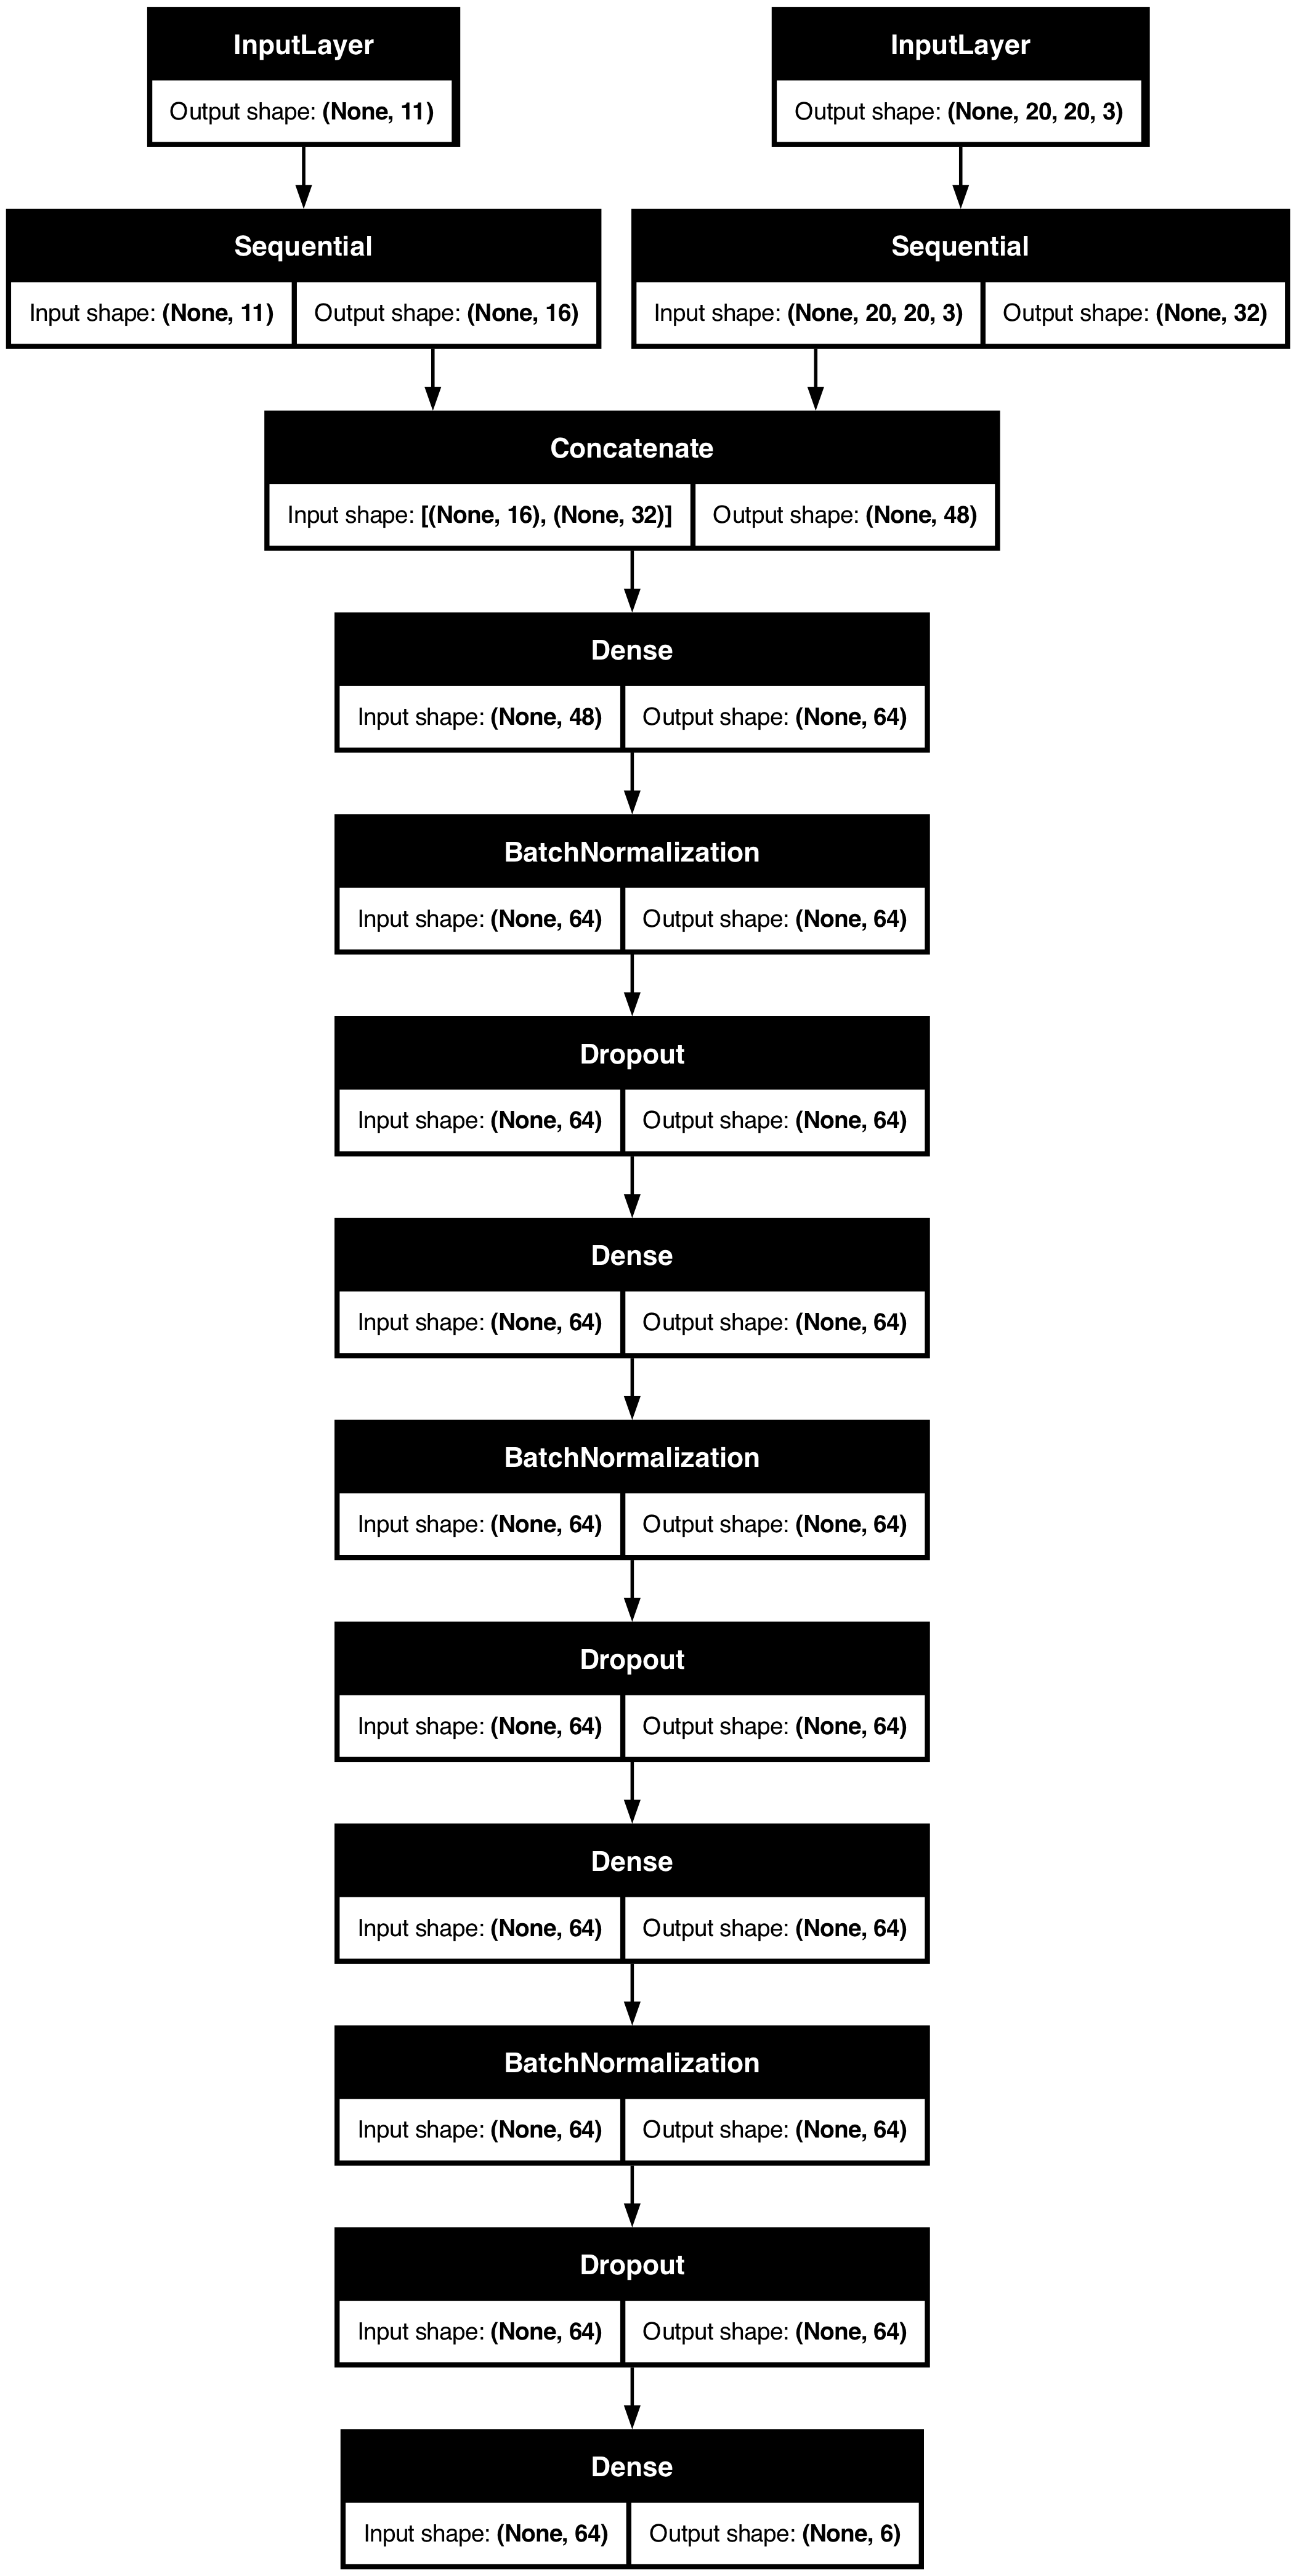 InputLayer
Output shape: (None, 11)
InputLayer
Output shape: (None, 20, 20, 3)
Sequential
Input shape: (None, 11) Output shape: (None, 16)
Sequential
Input shape: (None, 20, 20, 3) Output shape: (None, 32)
Concatenate
Input shape: [(None, 16), (None, 32)] Output shape: (None, 48)
Dense
Input shape: (None, 48) Output shape: (None, 64)
BatchNormalization
Input shape: (None, 64) Output shape: (None, 64)
Dropout
Input shape: (None, 64) Output shape: (None, 64)
Dense
Input shape: (None, 64) Output shape: (None, 64)
BatchNormalization
Input shape: (None, 64) Output shape: (None, 64)
Dropout
Input shape: (None, 64) Output shape: (None, 64)
Dense
Input shape: (None, 64) Output shape: (None, 64)
BatchNormalization
Input shape: (None, 64) Output shape: (None, 64)
Dropout
Input shape: (None, 64) Output shape: (None, 64)
Dense
Input shape: (None, 64) Output shape: (None, 6)